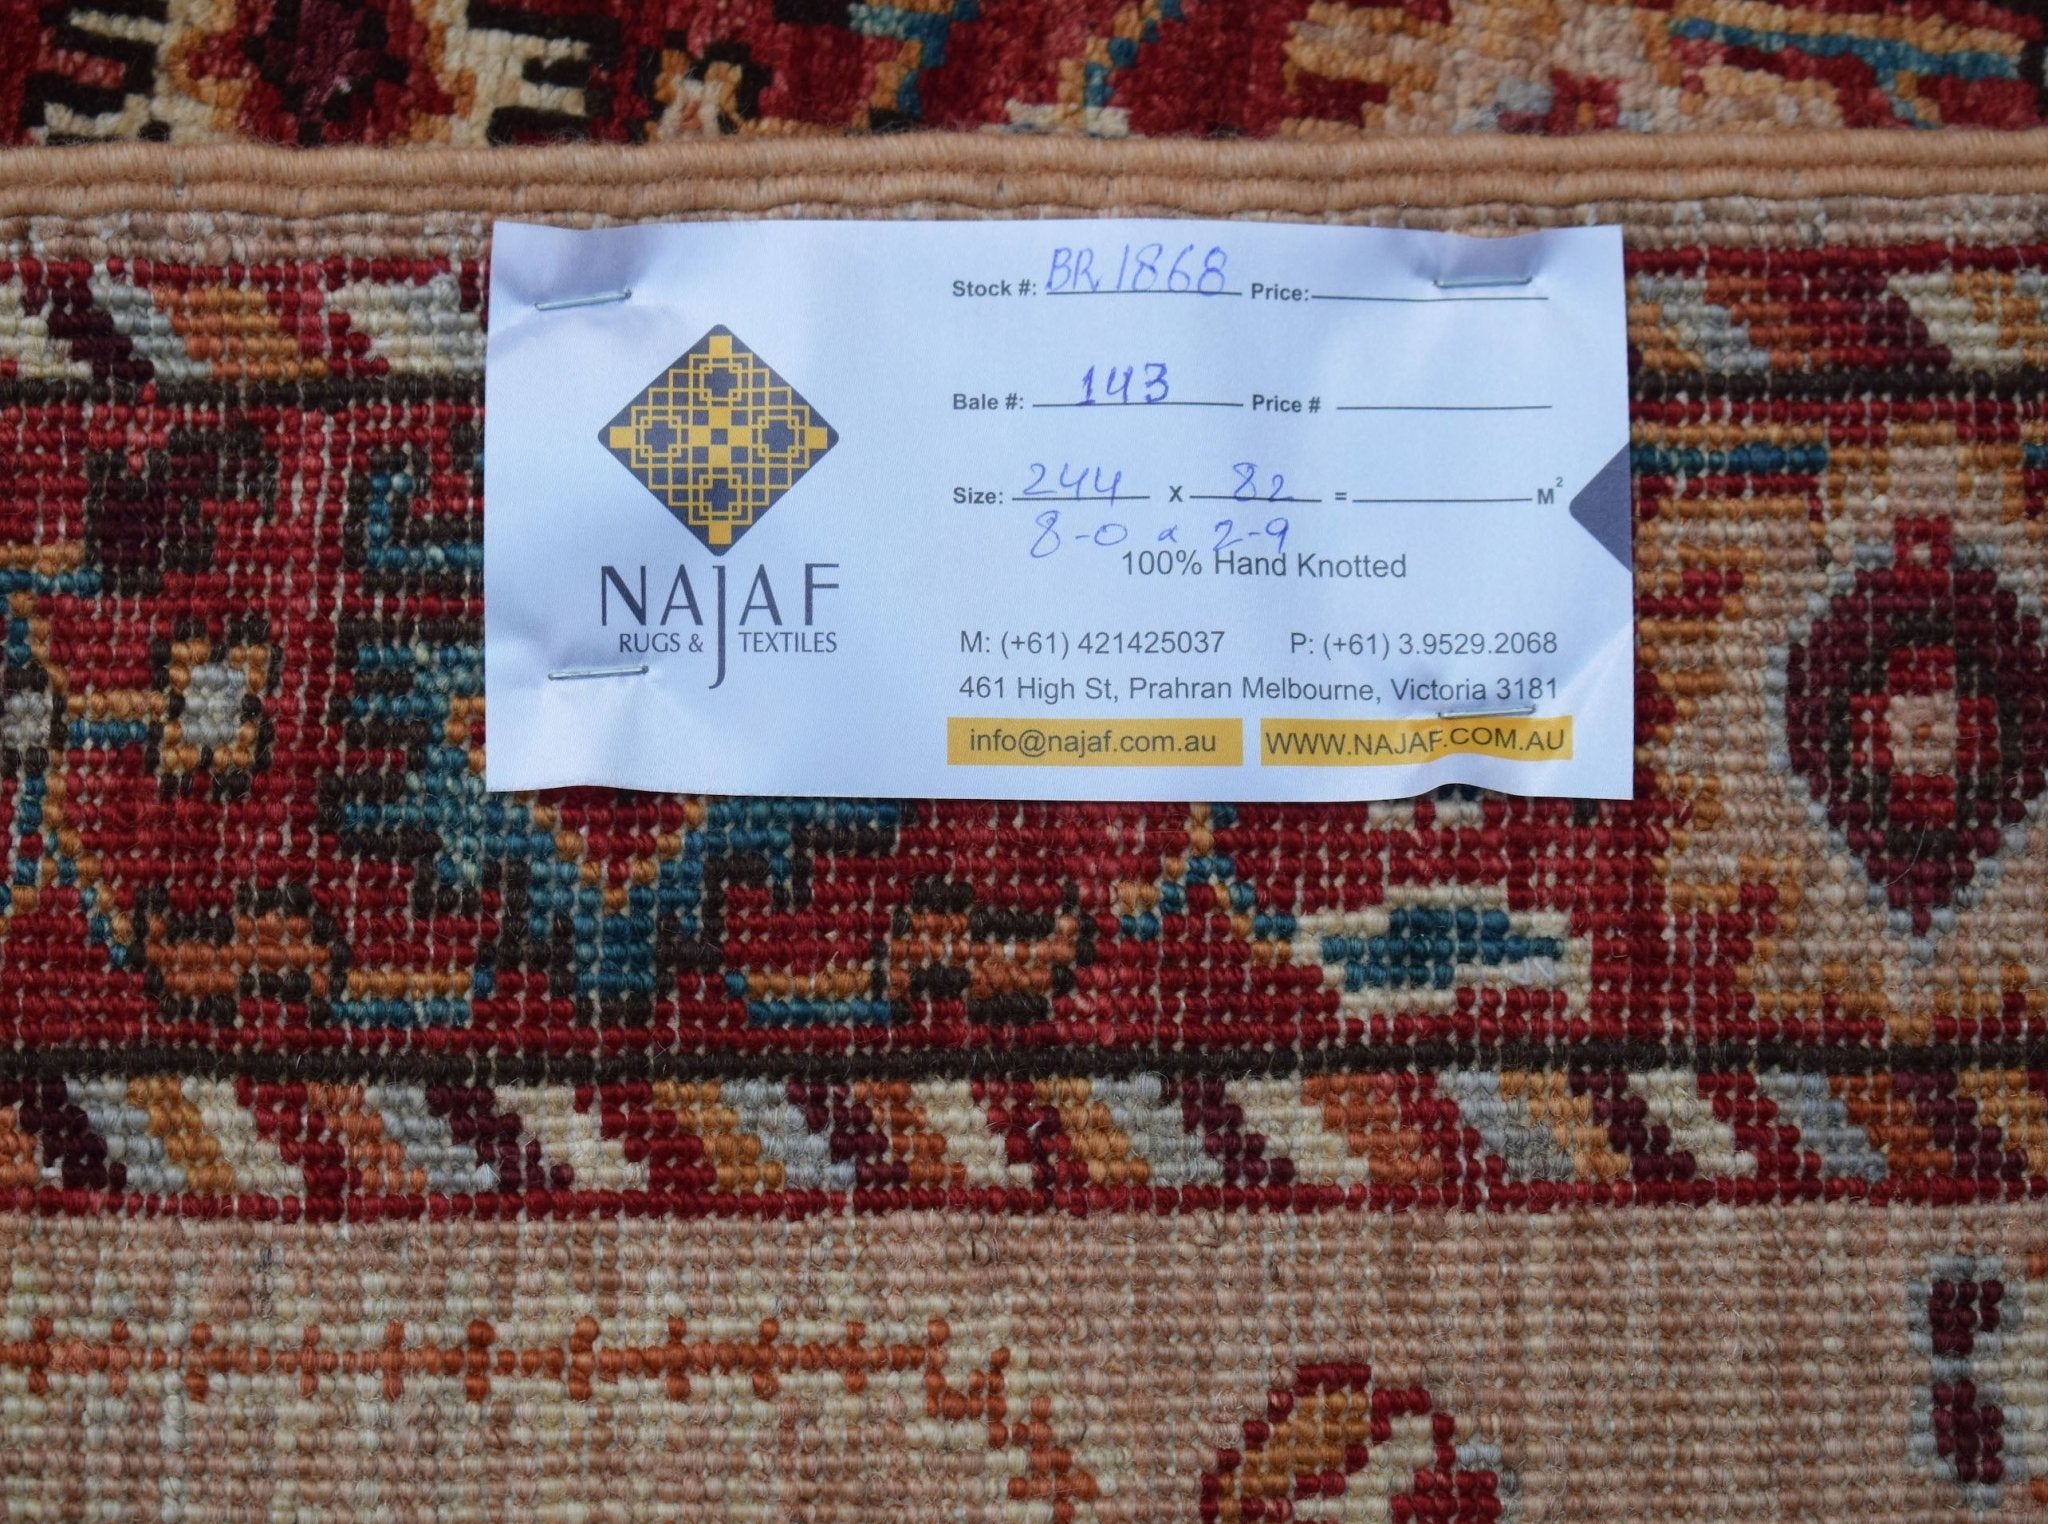 NAJAF
RUGS & TEXTILES
Stock #: BR1868 Price:
Bale #: 143 Price #
Size: 244 x 82 = M²
8-0 x 2-9
100% Hand Knotted
M: (+61) 421425037 P: (+61) 3.9529.2068
461 High St, Prahran Melbourne, Victoria 3181
info@najaf.com.au WWW.NAJAF.COM.AU